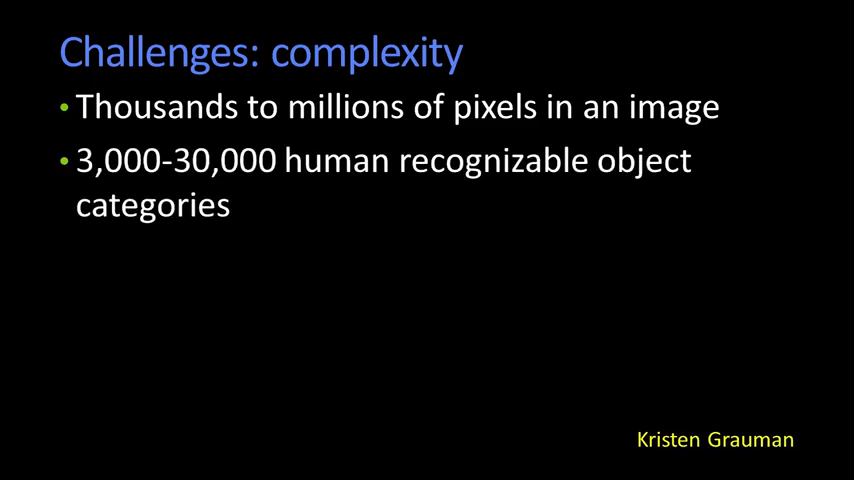 Challenges: complexity
• Thousands to millions of pixels in an image
• 3,000-30,000 human recognizable object
categories
Kristen Grauman